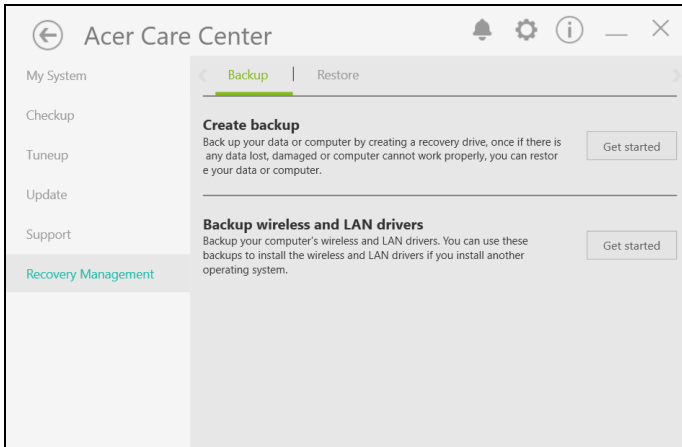 Acer Care Center
My System
Checkup
Tuneup
Update
Support
Recovery Management
Backup
Restore
Create backup
Back up your data or computer by creating a recovery drive, once if there is
any data lost, damaged or computer cannot work properly, you can restor
e your data or computer.
Get started
Backup wireless and LAN drivers
Backup your computer's wireless and LAN drivers. You can use these
backups to install the wireless and LAN drivers if you install another
operating system.
Get started